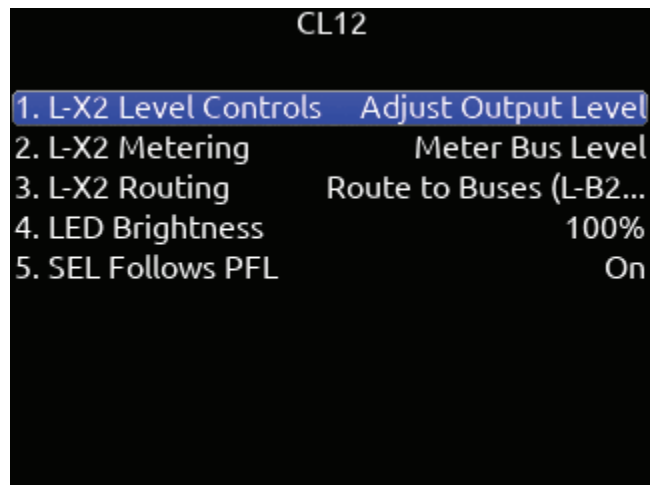 CL12
1. L-X2 Level Controls Adjust Output Level
2. L-X2 Metering Meter Bus Level
3. L-X2 Routing Route to Buses (L-B2...
4. LED Brightness 100%
5. SEL Follows PFL On